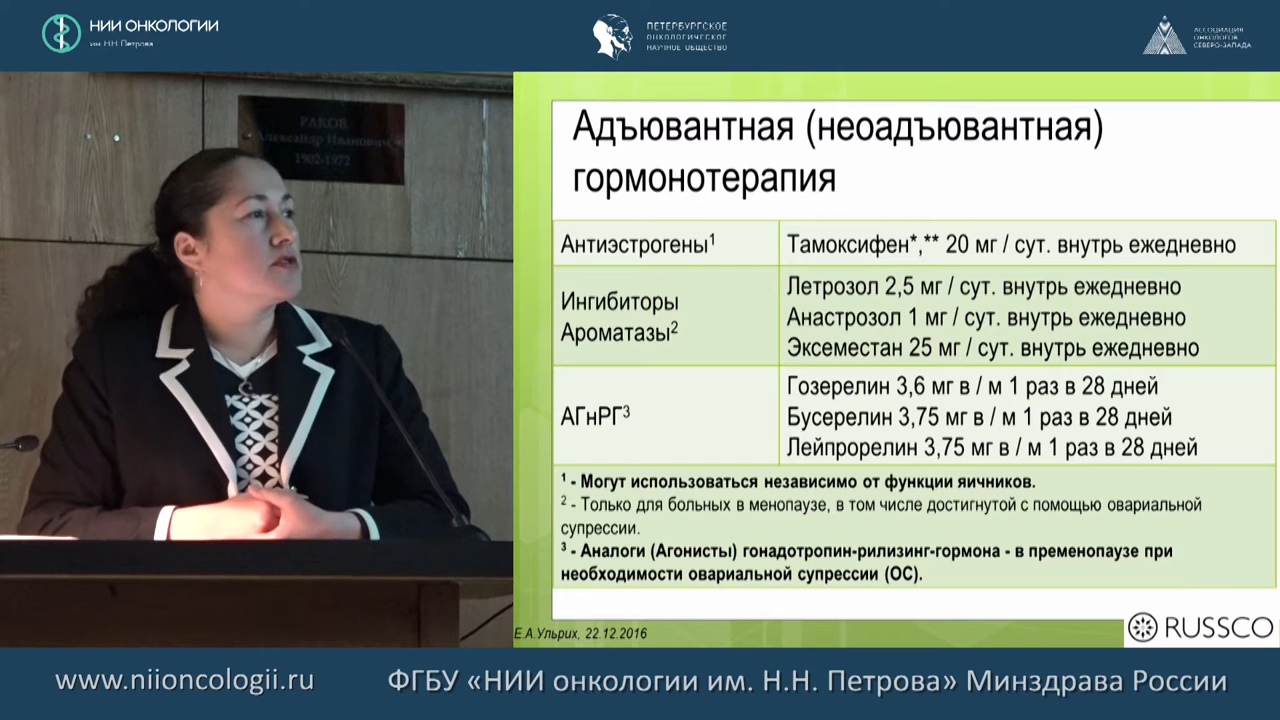 НИИ ОНКОЛОГИИ
им. Н.Н. Петрова
ПЕТЕРБУРГСКОЕ
ОНКОЛОГИЧЕСКОЕ
НАУЧНОЕ ОБЩЕСТВО
АССОЦИАЦИЯ
ОНКОЛОГОВ
СЕВЕРО-ЗАПАДА
РАКОВ
Александр Иванович
1902-1972
Адъювантная (неоадъювантная)
гормонотерапия
Антиэстрогены¹
Тамоксифен*,** 20 мг / сут. внутрь ежедневно
Ингибиторы
Ароматазы²
Летрозол 2,5 мг / сут. внутрь ежедневно
Анастрозол 1 мг / сут. внутрь ежедневно
Эксеместан 25 мг / сут. внутрь ежедневно
АГнРГ³
Гозерелин 3,6 мг в / м 1 раз в 28 дней
Бусерелин 3,75 мг в / м 1 раз в 28 дней
Лейпрорелин 3,75 мг в / м 1 раз в 28 дней
¹ - Могут использоваться независимо от функции яичников.
² - Только для больных в менопаузе, в том числе достигнутой с помощью овариальной
супрессии.
³ - Аналоги (Агонисты) гонадотропин-рилизинг-гормона - в пременопаузе при
необходимости овариальной супрессии (ОС).
Е.А.Ульрих, 22.12.2016
RUSSCO
www.niioncologii.ru
ФГБУ «НИИ онкологии им. Н.Н. Петрова» Минздрава России